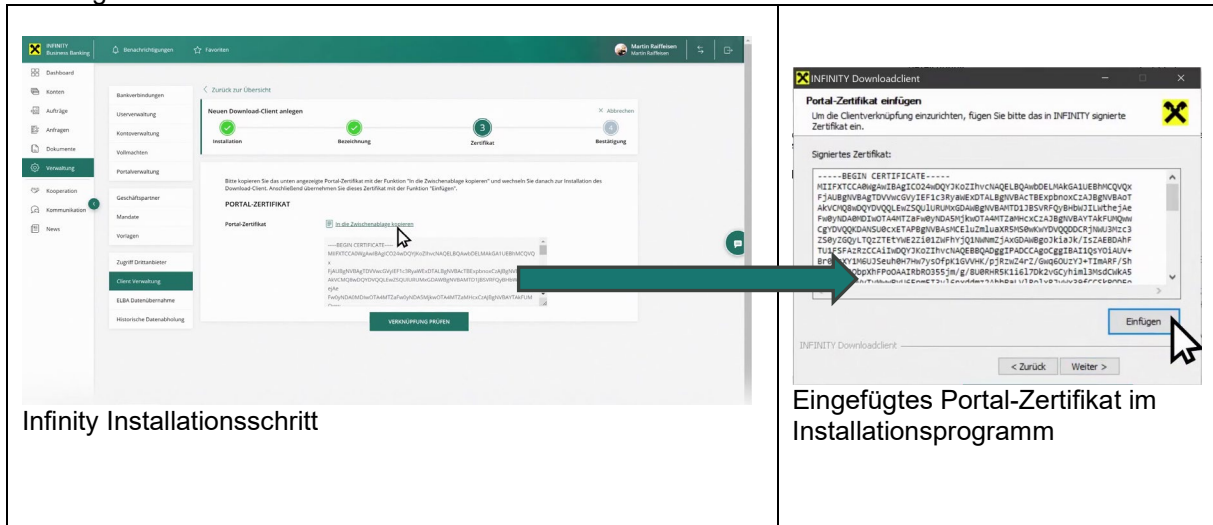 INFINITY
Business Banking
Benachrichtigungen
Favoriten
Martin Raiffeisen
Martin Raiffeisen
Dashboard
Konten
Aufträge
Anfragen
Dokumente
Verwaltung
Kooperation
Kommunikation
News
Bankverbindungen
Userverwaltung
Kontoverwaltung
Vollmachten
Portalverwaltung
Geschäftspartner
Mandate
Vorlagen
Zugriff Drittanbieter
Client Verwaltung
ELBA Datenübernahme
Historische Datenabholung
< Zurück zur Übersicht
Neuen Download-Client anlegen
× Abbrechen
3
4
Installation
Bezeichnung
Zertifikat
Bestätigung
Bitte kopieren Sie das unten angezeigte Portal-Zertifikat mit der Funktion "In die Zwischenablage kopieren" und wechseln Sie danach zur Installation des
Download-Client. Anschließend übernehmen Sie dieses Zertifikat mit der Funktion "Einfügen".
PORTAL-ZERTIFIKAT
Portal-Zertifikat
In die Zwischenablage kopieren
-----BEGIN CERTIFICATE-----
VERKNÜPFUNG PRÜFEN
Infinity Installationsschritt
INFINITY Downloadclient
Portal-Zertifikat einfügen
Um die Clientverknüpfung einzurichten, fügen Sie bitte das in INFINITY signierte
Zertifikat ein.
Signiertes Zertifikat:
-----BEGIN CERTIFICATE-----
Einfügen
INFINITY Downloadclient
< Zurück
Weiter >
Eingefügtes Portal-Zertifikat im
Installationsprogramm